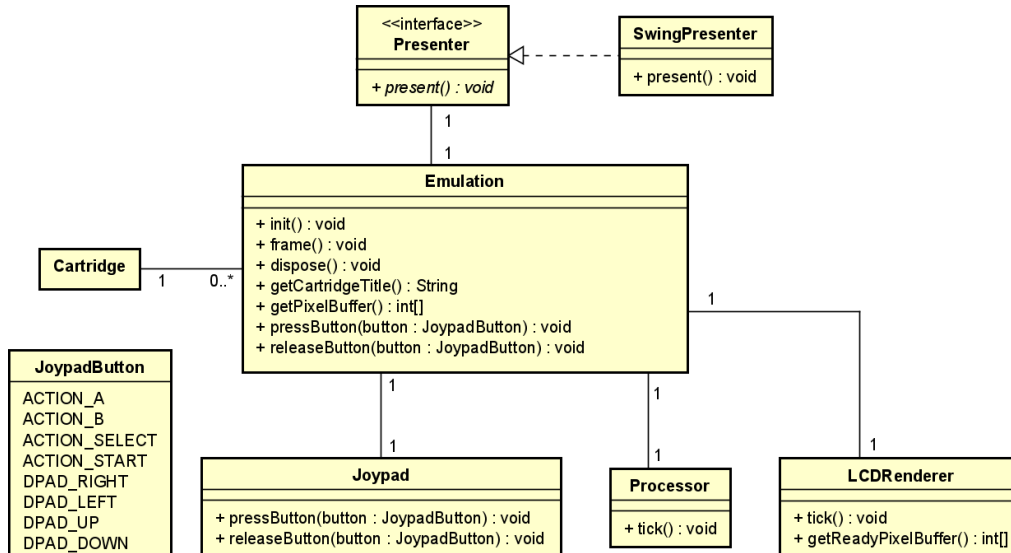 <<interface>>
Presenter
+ present() : void
SwingPresenter
+ present() : void
1
1
Emulation
+ init() : void
+ frame() : void
+ dispose() : void
+ getCartridgeTitle() : String
+ getPixelBuffer() : int[]
+ pressButton(button : JoypadButton) : void
+ releaseButton(button : JoypadButton) : void
Cartridge
1
0..*
1
1
1
1
1
1
JoypadButton
ACTION_A
ACTION_B
ACTION_SELECT
ACTION_START
DPAD_RIGHT
DPAD_LEFT
DPAD_UP
DPAD_DOWN
Joypad
+ pressButton(button : JoypadButton) : void
+ releaseButton(button : JoypadButton) : void
Processor
+ tick() : void
LCDRenderer
+ tick() : void
+ getReadyPixelBuffer() : int[]